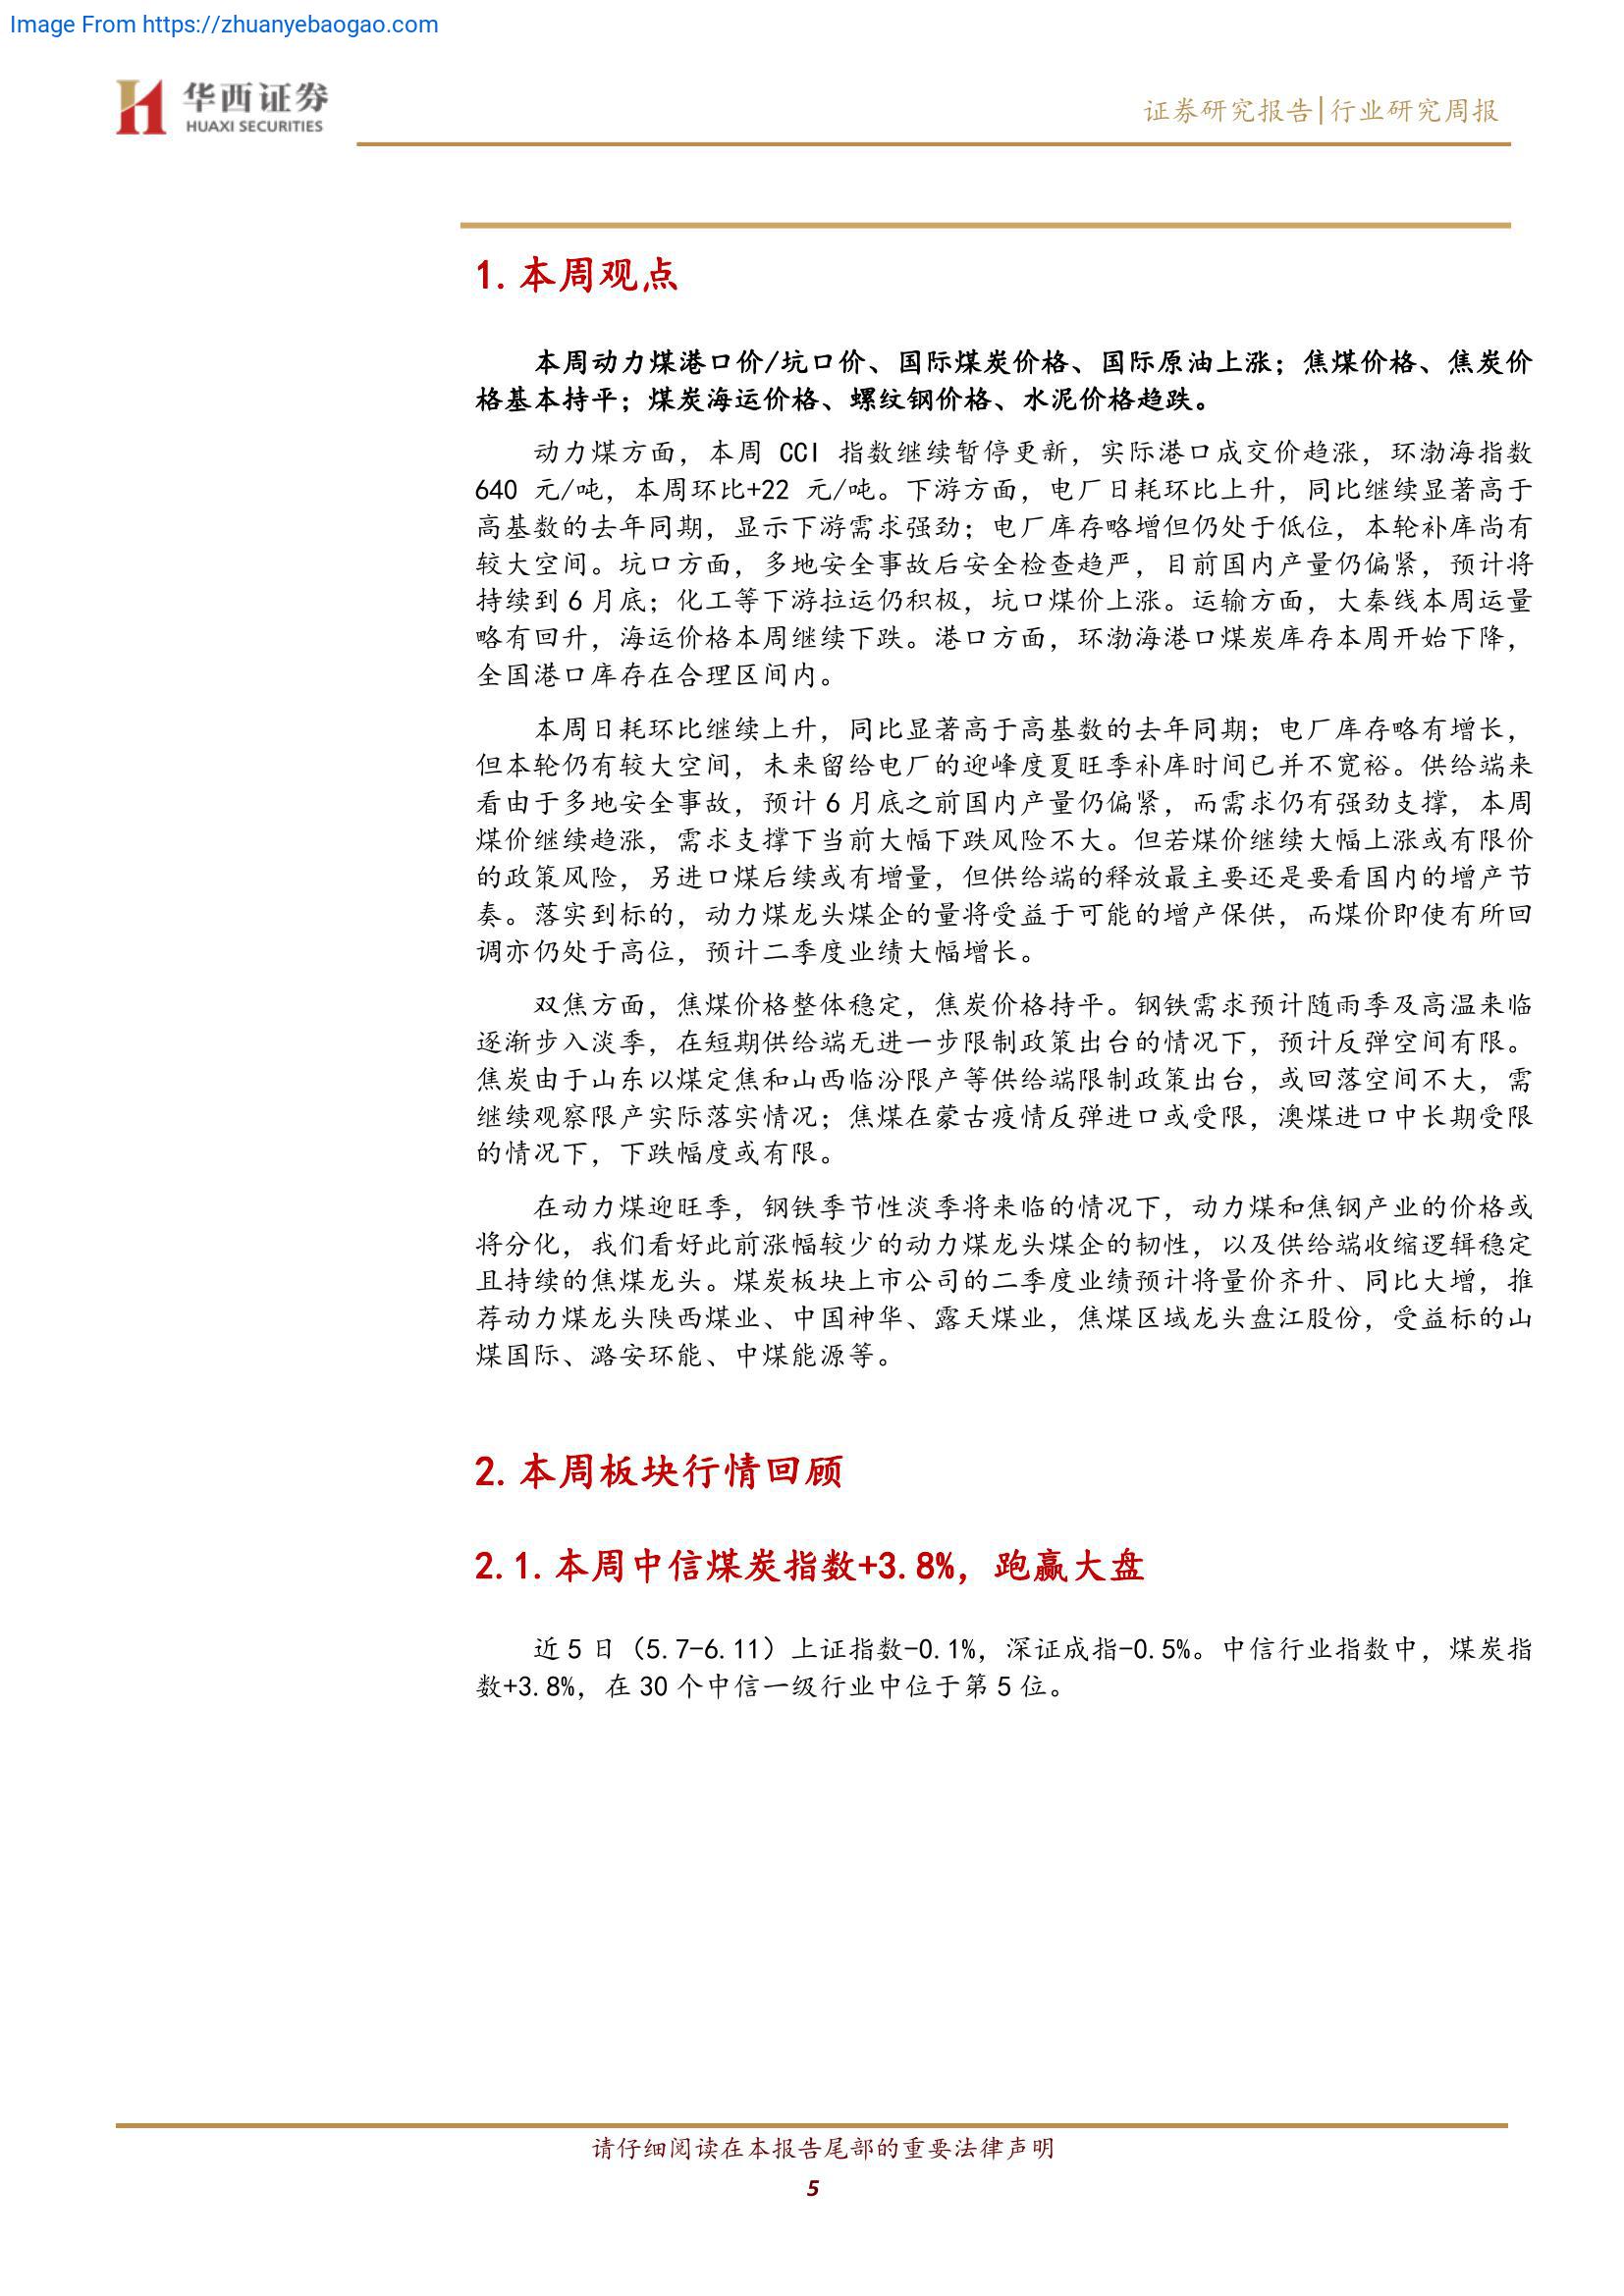 Image From https://zhuanyebaogao.com
华西证券
HUAXI SECURITIES
证券研究报告|行业研究周报
1.本周观点
本周动力煤港口价/坑口价、国际煤炭价格、国际原油上涨；焦煤价格、焦炭价
格基本持平；煤炭海运价格、螺纹钢价格、水泥价格趋跌。
动力煤方面，本周 CCI 指数继续暂停更新，实际港口成交价趋涨，环渤海指数
640 元/吨，本周环比+22 元/吨。下游方面，电厂日耗环比上升，同比继续显著高于
高基数的去年同期，显示下游需求强劲；电厂库存略增但仍处于低位，本轮补库尚有
较大空间。坑口方面，多地安全事故后安全检查趋严，目前国内产量仍偏紧，预计将
持续到 6 月底；化工等下游拉运仍积极，坑口煤价上涨。运输方面，大秦线本周运量
略有回升，海运价格本周继续下跌。港口方面，环渤海港口煤炭库存本周开始下降，
全国港口库存在合理区间内。
本周日耗环比继续上升，同比显著高于高基数的去年同期；电厂库存略有增长，
但本轮仍有较大空间，未来留给电厂的迎峰度夏旺季补库时间已并不宽裕。供给端来
看由于多地安全事故，预计 6 月底之前国内产量仍偏紧，而需求仍有强劲支撑，本周
煤价继续趋涨，需求支撑下当前大幅下跌风险不大。但若煤价继续大幅上涨或有限价
的政策风险，另进口煤后续或有增量，但供给端的释放最主要还是要看国内的增产节
奏。落实到标的，动力煤龙头煤企的量将受益于可能的增产保供，而煤价即使有所回
调亦仍处于高位，预计二季度业绩大幅增长。
双焦方面，焦煤价格整体稳定，焦炭价格持平。钢铁需求预计随雨季及高温来临
逐渐步入淡季，在短期供给端无进一步限制政策出台的情况下，预计反弹空间有限。
焦炭由于山东以煤定焦和山西临汾限产等供给端限制政策出台，或回落空间不大，需
继续观察限产实际落实情况；焦煤在蒙古疫情反弹进口或受限，澳煤进口中长期受限
的情况下，下跌幅度或有限。
在动力煤迎旺季，钢铁季节性淡季将来临的情况下，动力煤和焦钢产业的价格或
将分化，我们看好此前涨幅较少的动力煤龙头煤企的韧性，以及供给端收缩逻辑稳定
且持续的焦煤龙头。煤炭板块上市公司的二季度业绩预计将量价齐升、同比大增，推
荐动力煤龙头陕西煤业、中国神华、露天煤业，焦煤区域龙头盘江股份，受益标的山
煤国际、潞安环能、中煤能源等。
2.本周板块行情回顾
2.1.本周中信煤炭指数+3.8%，跑赢大盘
近 5 日（5.7-6.11）上证指数-0.1%，深证成指-0.5%。中信行业指数中，煤炭指
数+3.8%，在 30 个中信一级行业中位于第 5 位。
请仔细阅读在本报告尾部的重要法律声明
5